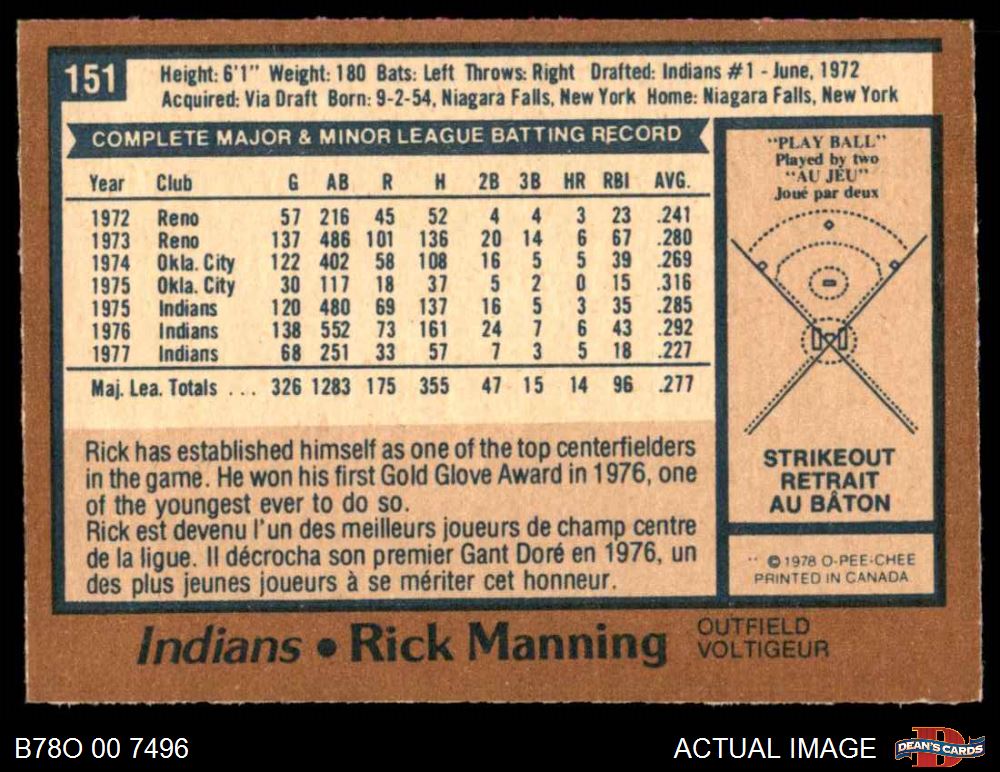 151
Height: 6'1" Weight: 180 Bats: Left Throws: Right Drafted: Indians #1 - June, 1972
Acquired: Via Draft Born: 9-2-54, Niagara Falls, New York Home: Niagara Falls, New York
COMPLETE MAJOR & MINOR LEAGUE BATTING RECORD
Year Club G AB R H 2B 3B HR RBI AVG.
1972 Reno 57 216 45 52 4 4 3 23 .241
1973 Reno 137 486 101 136 20 14 6 67 .280
1974 Okla. City 122 402 58 108 16 5 5 39 .269
1975 Okla. City 30 117 18 37 5 2 0 15 .316
1975 Indians 120 480 69 137 16 5 3 35 .285
1976 Indians 138 552 73 161 24 7 6 43 .292
1977 Indians 68 251 33 57 7 3 5 18 .227
Maj. Lea. Totals ... 326 1283 175 355 47 15 14 96 .277
Rick has established himself as one of the top centerfielders
in the game. He won his first Gold Glove Award in 1976, one
of the youngest ever to do so.
Rick est devenu l'un des meilleurs joueurs de champ centre
de la ligue. Il décrocha son premier Gant Doré en 1976, un
des plus jeunes joueurs à se mériter cet honneur.
"PLAY BALL"
Played by two
"AU JEU"
Joué par deux
STRIKEOUT
RETRAIT
AU BÂTON
** © 1978 O-PEE-CHEE
PRINTED IN CANADA
Indians • Rick Manning
OUTFIELD
VOLTIGEUR
B78O 00 7496
ACTUAL IMAGE
D
DEAN'S CARDS